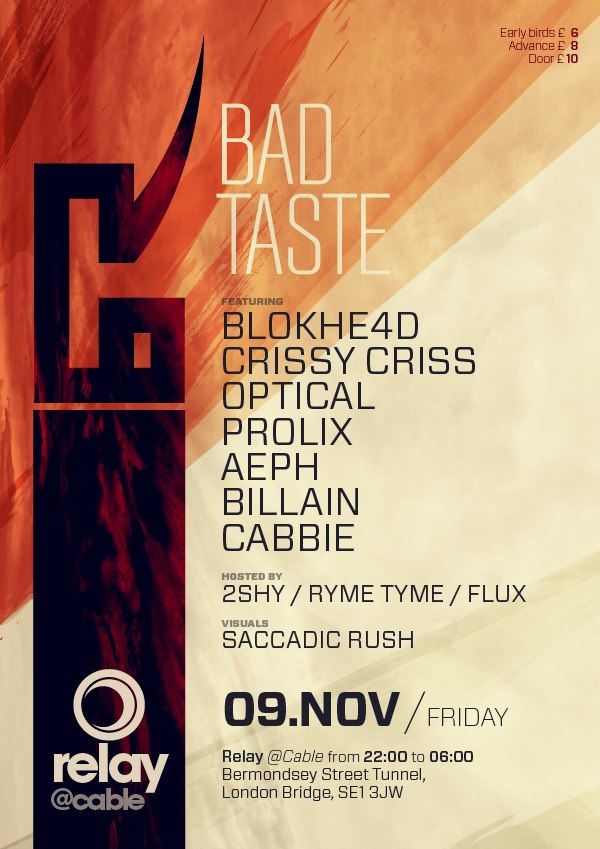 Early birds £ 6
Advance £ 8
Door £10
BAD
TASTE
FEATURING
BLOKHE4D
CRISSY CRISS
OPTICAL
PROLIX
AEPH
BILLAIN
CABBIE
HOSTED BY
2SHY / RYME TYME / FLUX
VISUALS
SACCADIC RUSH
09.NOV / FRIDAY
Relay @Cable from 22:00 to 06:00
Bermondsey Street Tunnel,
London Bridge, SE1 3JW
relay
@cable